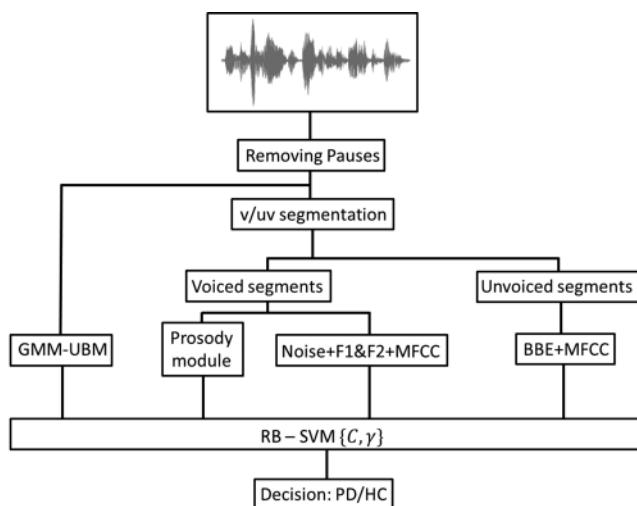 Removing Pauses
v/uv segmentation
Voiced segments
Unvoiced segments
GMM-UBM
Prosody
module
Noise+F1&F2+MFCC
BBE+MFCC
RB – SVM {C, γ}
Decision: PD/HC